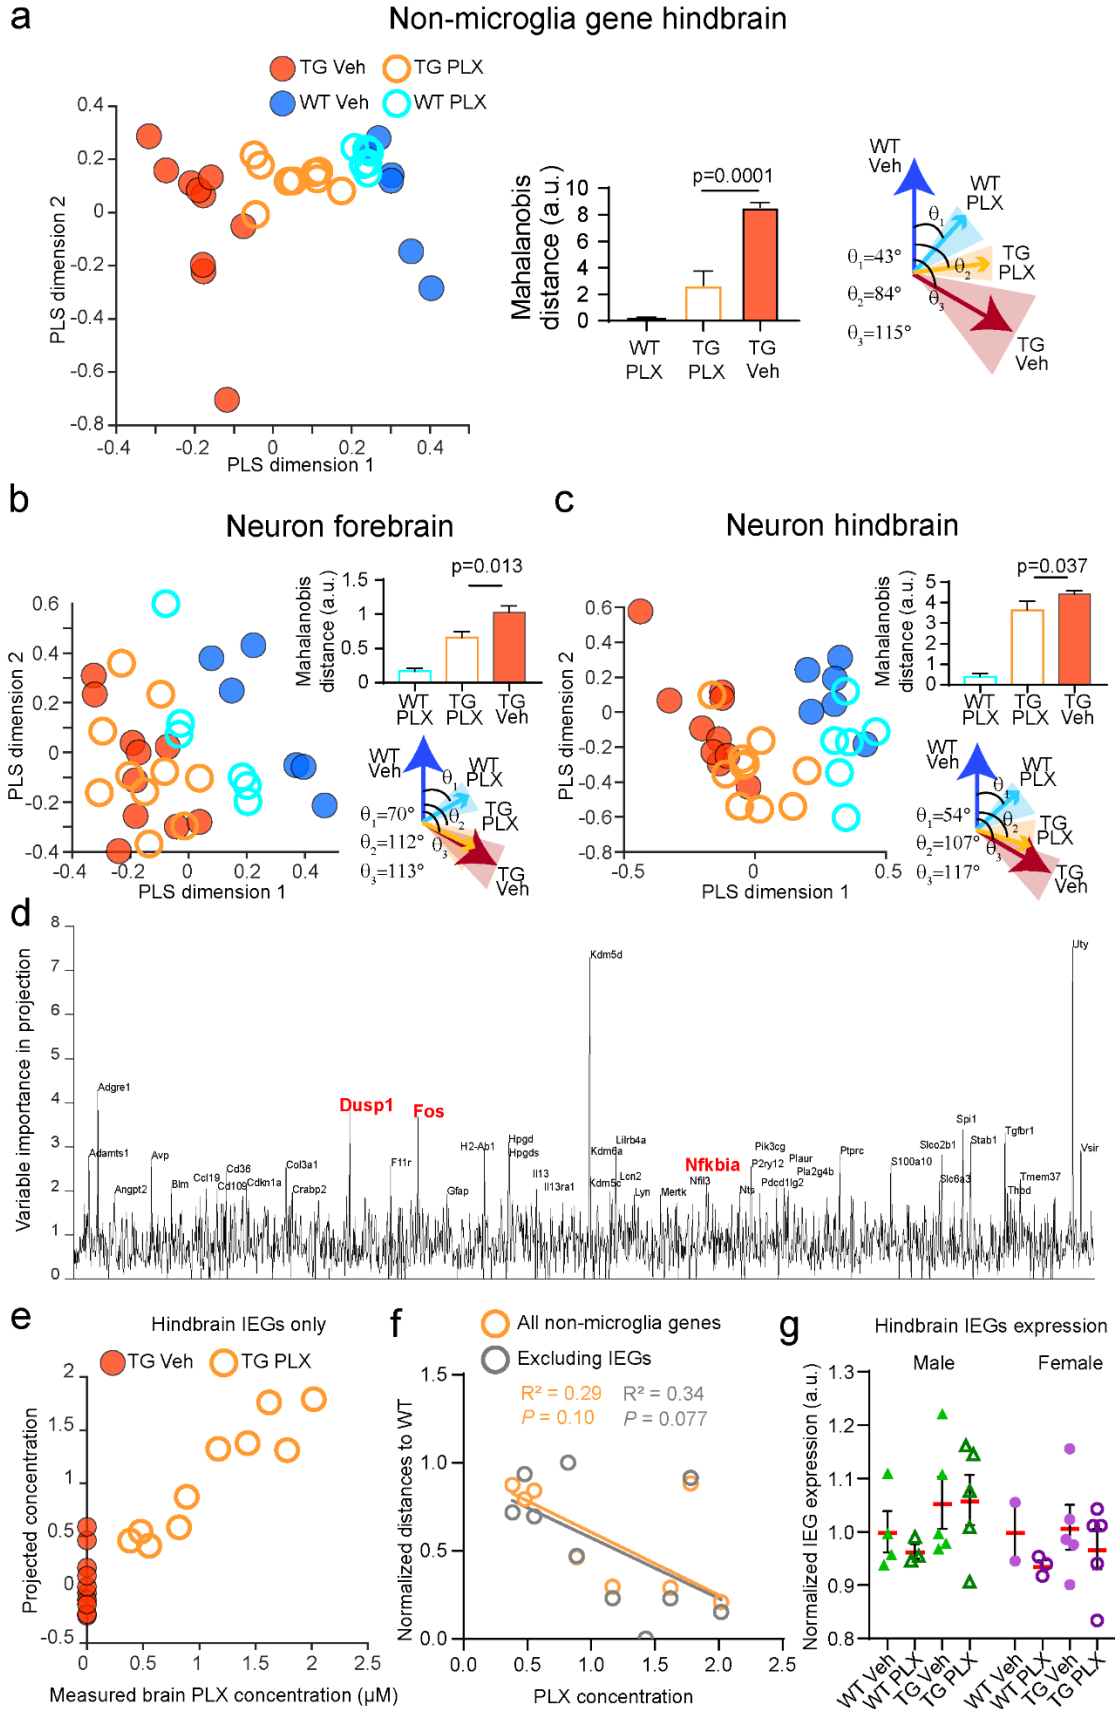 a
Non-microglia gene hindbrain
TG Veh
TG PLX
WT Veh
WT PLX
0.4
0.2
0
-0.2
-0.4
-0.6
-0.8
PLS dimension 2
-0.4
-0.2
0
0.2
0.4
PLS dimension 1
Mahalanobis
distance (a.u.)
10
8
6
4
2
0
p=0.0001
WT
PLX
TG
PLX
TG
Veh
WT
Veh
WT
PLX
TG
PLX
TG
Veh
θ1
θ2
θ3
θ1=43°
θ2=84°
θ3=115°
b
Neuron forebrain
0.6
0.4
0.2
0
-0.2
-0.4
PLS dimension 2
-0.4
-0.2
0
0.2
0.4
PLS dimension 1
Mahalanobis
distance (a.u.)
1.5
1
0.5
0
p=0.013
WT
PLX
TG
PLX
TG
Veh
WT
Veh
WT
PLX
TG
PLX
TG
Veh
θ1
θ2
θ3
θ1=70°
θ2=112°
θ3=113°
c
Neuron hindbrain
0.6
0.4
0.2
0
-0.2
-0.4
-0.6
-0.8
PLS dimension 2
-0.5
0
0.5
PLS dimension 1
Mahalanobis
distance (a.u.)
5
4
3
2
1
0
p=0.037
WT
PLX
TG
PLX
TG
Veh
WT
Veh
WT
PLX
TG
PLX
TG
Veh
θ1
θ2
θ3
θ1=54°
θ2=107°
θ3=117°
d
Variable importance in projection
8
7
6
5
4
3
2
1
0
Adgre1
Adamts1
Angpt2
Avp
Blm
Ccl19
Cd36
Cd109
Cdkn1a
Col3a1
Crabp2
Dusp1
F11r
Fos
Gfap
H2-Ab1
Hpgd
Hpgds
Il13
Il13ra1
Kdm5d
Kdm6a
Kdm5c
Lilrb4a
Lcn2
Lyn
Mertk
Nfkbia
Nfil3
Nts
P2ry12
Pik3cg
Pdcd1lg2
Plaur
Pla2g4b
Ptprc
S100a10
Slco2b1
Slc6a3
Spi1
Stab1
Tgfbr1
Thbd
Tmem37
Uty
Vsir
e
Hindbrain IEGs only
TG Veh
TG PLX
2
1.5
1
0.5
0
-0.5
Projected concentration
0
0.5
1
1.5
2
2.5
Measured brain PLX concentration (µM)
f
All non-microglia genes
Excluding IEGs
R² = 0.29
P = 0.10
R² = 0.34
P = 0.077
1.5
1.0
0.5
0.0
Normalized distances to WT
0.0
0.5
1.0
1.5
2.0
2.5
PLX concentration
g
Hindbrain IEGs expression
Male
Female
1.3
1.2
1.1
1.0
0.9
0.8
Normalized IEG expression (a.u.)
WT Veh
WT PLX
TG Veh
TG PLX
WT Veh
WT PLX
TG Veh
TG PLX